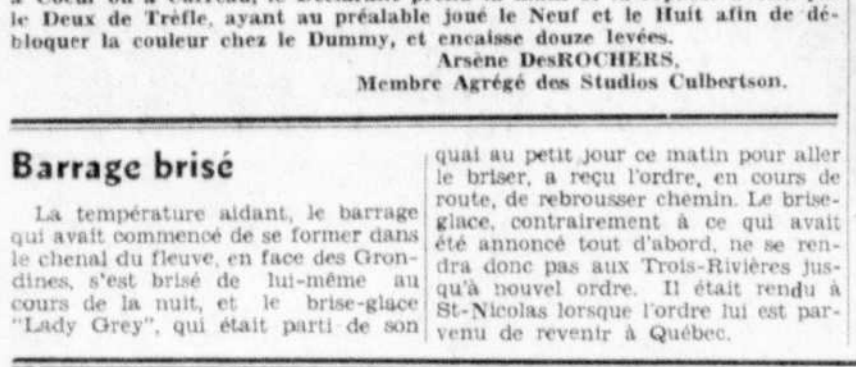 le Deux de Trèfle, ayant au préalable joué le Neuf et le Huit afin de dé-
bloquer la couleur chez le Dummy, et encaisse douze levées.
Arsène DesROCHERS,
Membre Agrégé des Studios Culbertson.
Barrage brisé
La température aidant, le barrage
qui avait commencé de se former dans
le chenal du fleuve, en face des Gron-
dines, s'est brisé de lui-même au
cours de la nuit, et le brise-glace
"Lady Grey", qui était parti de son
quai au petit jour ce matin pour aller
le briser, a reçu l'ordre, en cours de
route, de rebrousser chemin. Le brise-
glace, contrairement à ce qui avait
été annoncé tout d'abord, ne se ren-
dra donc pas aux Trois-Rivières jus-
qu'à nouvel ordre. Il était rendu à
St-Nicolas lorsque l'ordre lui est par-
venu de revenir à Québec.